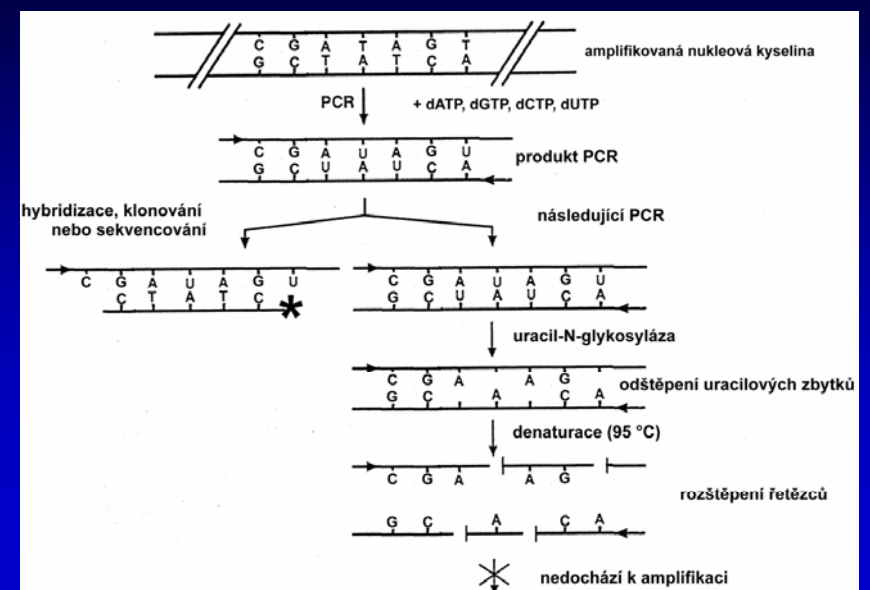 C G A T A G T
G C T A T C A
amplifikovaná nukleová kyselina
PCR
+ dATP, dGTP, dCTP, dUTP
C G A U A G U
G C U A U C A
produkt PCR
hybridizace, klonování
nebo sekvencování
následující PCR
C G A U A G U
C T A T C
*
C G A U A G U
G C U A U C A
uracil-N-glykosyláza
C G A A G
G C A C A
odštěpení uracilových zbytků
denaturace (95 °C)
C G A A G
rozštěpení řetězců
G C A C A
nedochází k amplifikaci